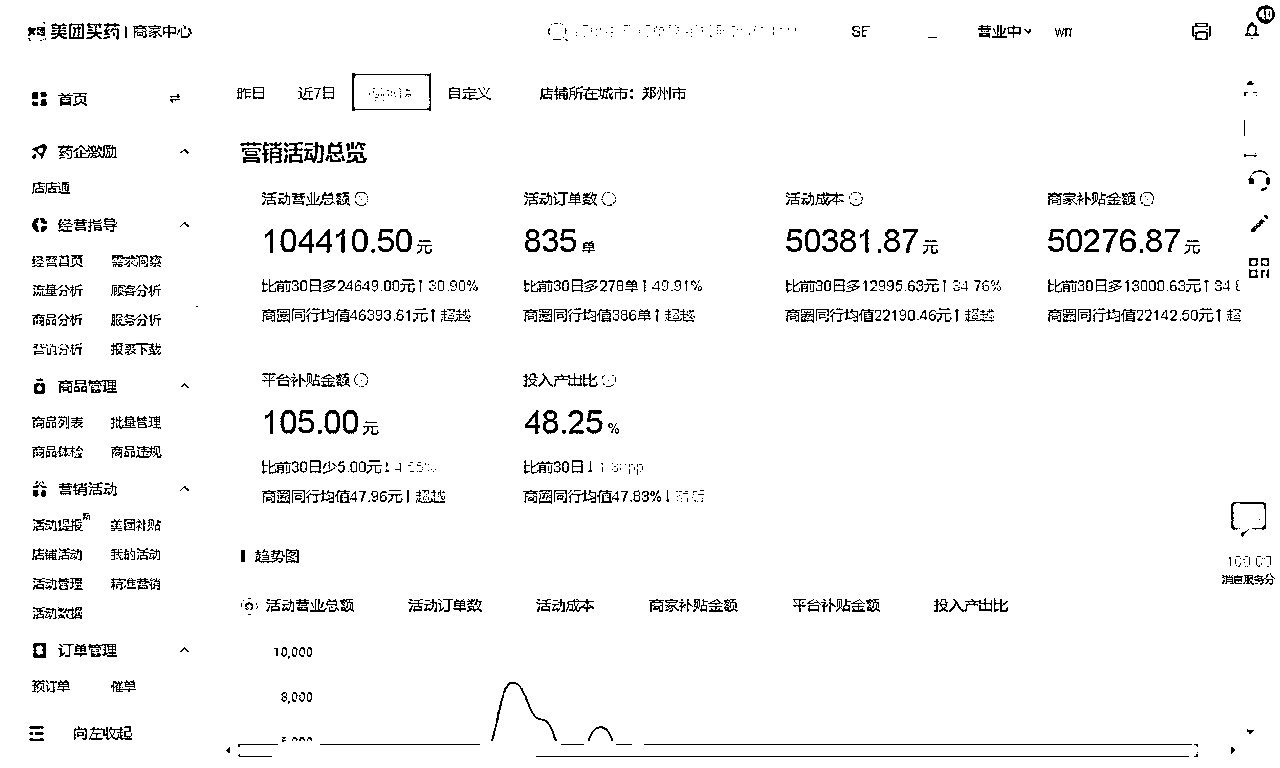 美团买药 | 商家中心
营业中
40
首页
药企激励
店店通
经营指导
经营首页 需求洞察
流量分析 顾客分析
商品分析 服务分析
营销分析 报表下载
商品管理
商品列表 批量管理
商品体检 商品违规
营销活动
活动提报 美团补贴
店铺活动 我的活动
活动管理 精准营销
活动数据
订单管理
预订单 催单
向左收起
昨日 近7日 自定义 店铺所在城市：郑州市
营销活动总览
活动营业总额 活动订单数 活动成本 商家补贴金额
104410.50元 835单 50381.87元 50276.87元
比前30日多24649.00元↑30.90% 比前30日多278单↑49.91% 比前30日多12995.63元↑34.76% 比前30日多13000.63元↑
商圈同行均值46393.61元↑超越 商圈同行均值386单↑超越 商圈同行均值22190.46元↑超越 商圈同行均值22142.50元↑超
平台补贴金额 投入产出比
105.00元 48.25%
比前30日少5.00元↓ 比前30日↓
商圈同行均值47.96元↑超越 商圈同行均值47.83%↓
趋势图
活动营业总额 活动订单数 活动成本 商家补贴金额 平台补贴金额 投入产出比
10,000
8,000
100.00
消息服务分